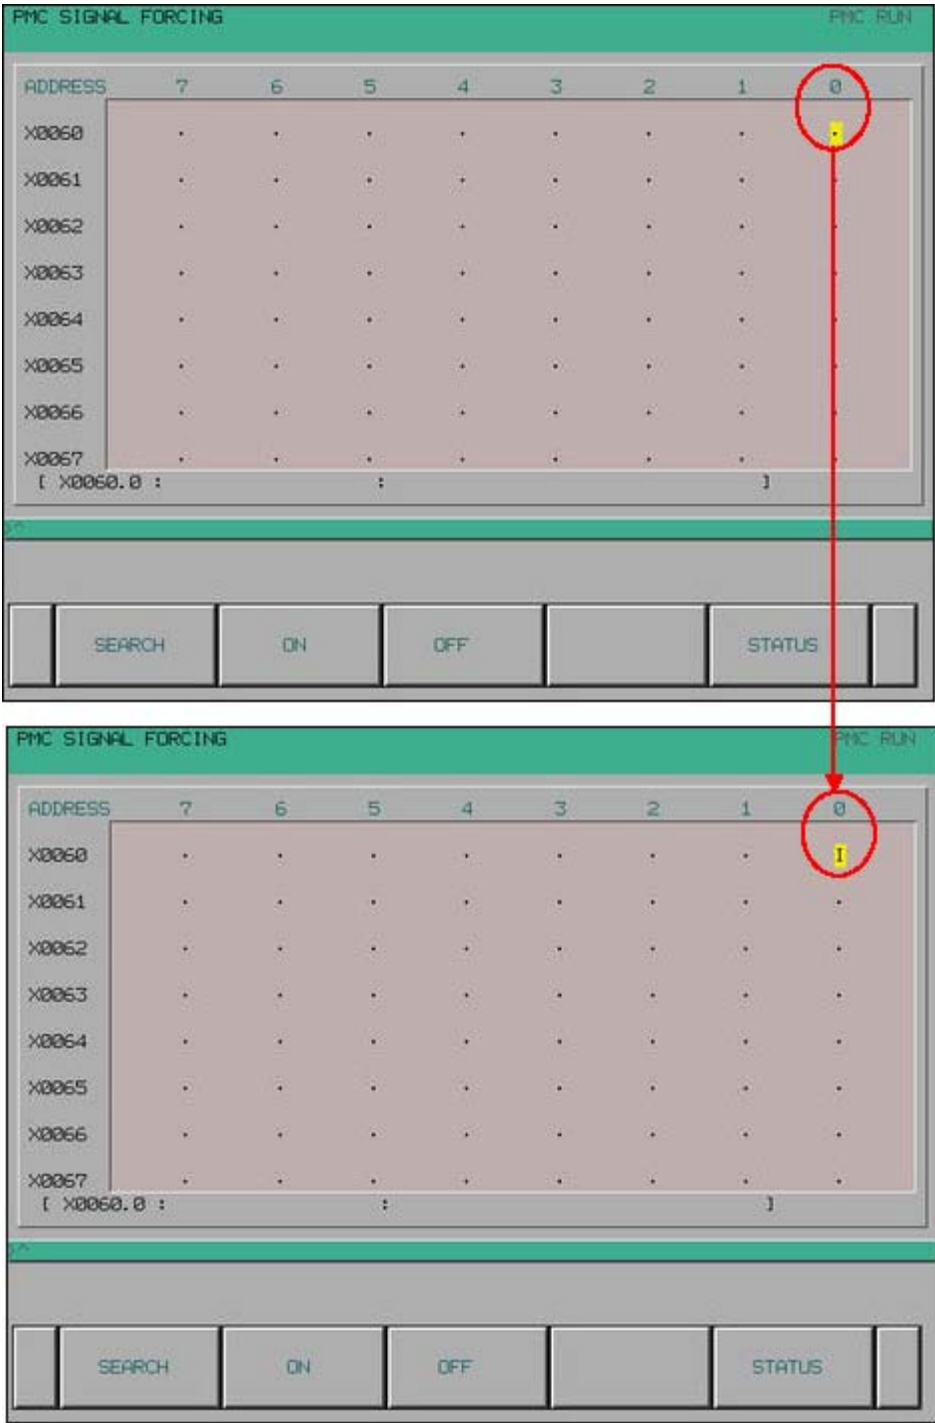 PMC SIGNAL FORCING PMC RUN
ADDRESS 7 6 5 4 3 2 1 0
X0060 . . . . . . . .
X0061 . . . . . . . .
X0062 . . . . . . . .
X0063 . . . . . . . .
X0064 . . . . . . . .
X0065 . . . . . . . .
X0066 . . . . . . . .
X0067 . . . . . . . .
[ X0060.0 : : ]
>^
SEARCH ON OFF STATUS
PMC SIGNAL FORCING PMC RUN
ADDRESS 7 6 5 4 3 2 1 0
X0060 . . . . . . . I
X0061 . . . . . . . .
X0062 . . . . . . . .
X0063 . . . . . . . .
X0064 . . . . . . . .
X0065 . . . . . . . .
X0066 . . . . . . . .
X0067 . . . . . . . .
[ X0060.0 : : ]
>^
SEARCH ON OFF STATUS